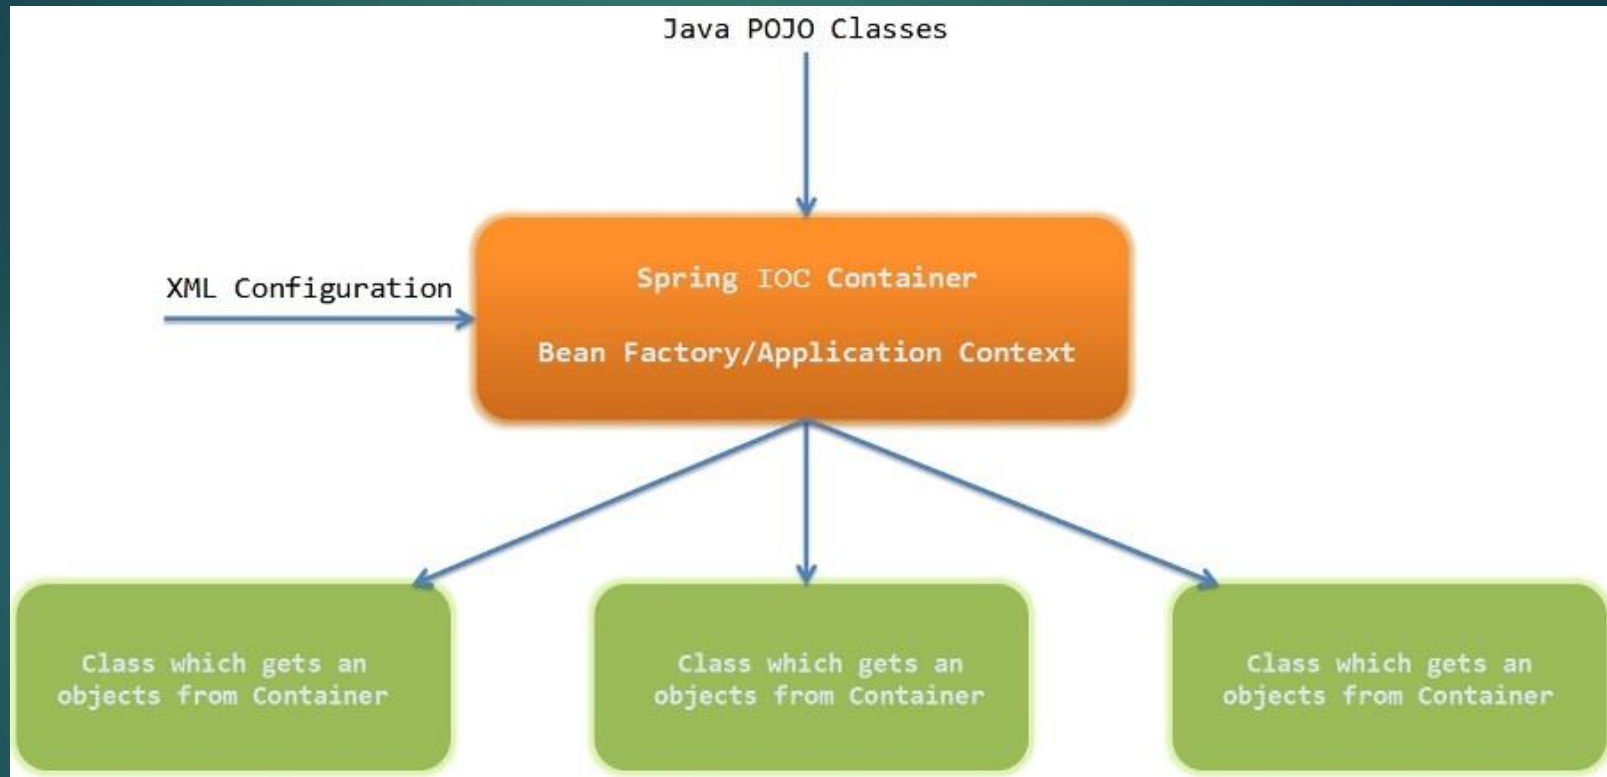 Java POJO Classes
XML Configuration
Spring IOC Container
Bean Factory/Application Context
Class which gets an
objects from Container
Class which gets an
objects from Container
Class which gets an
objects from Container